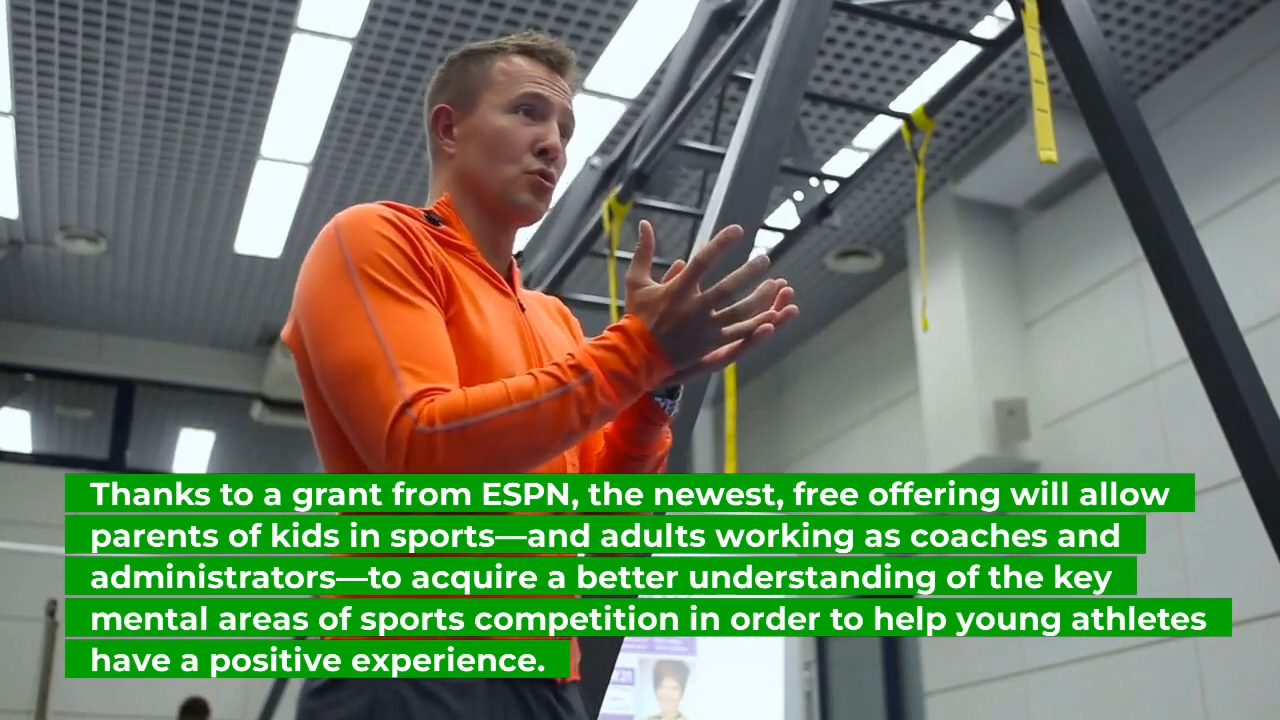 Thanks to a grant from ESPN, the newest, free offering will allow
parents of kids in sports—and adults working as coaches and
administrators—to acquire a better understanding of the key
mental areas of sports competition in order to help young athletes
have a positive experience.